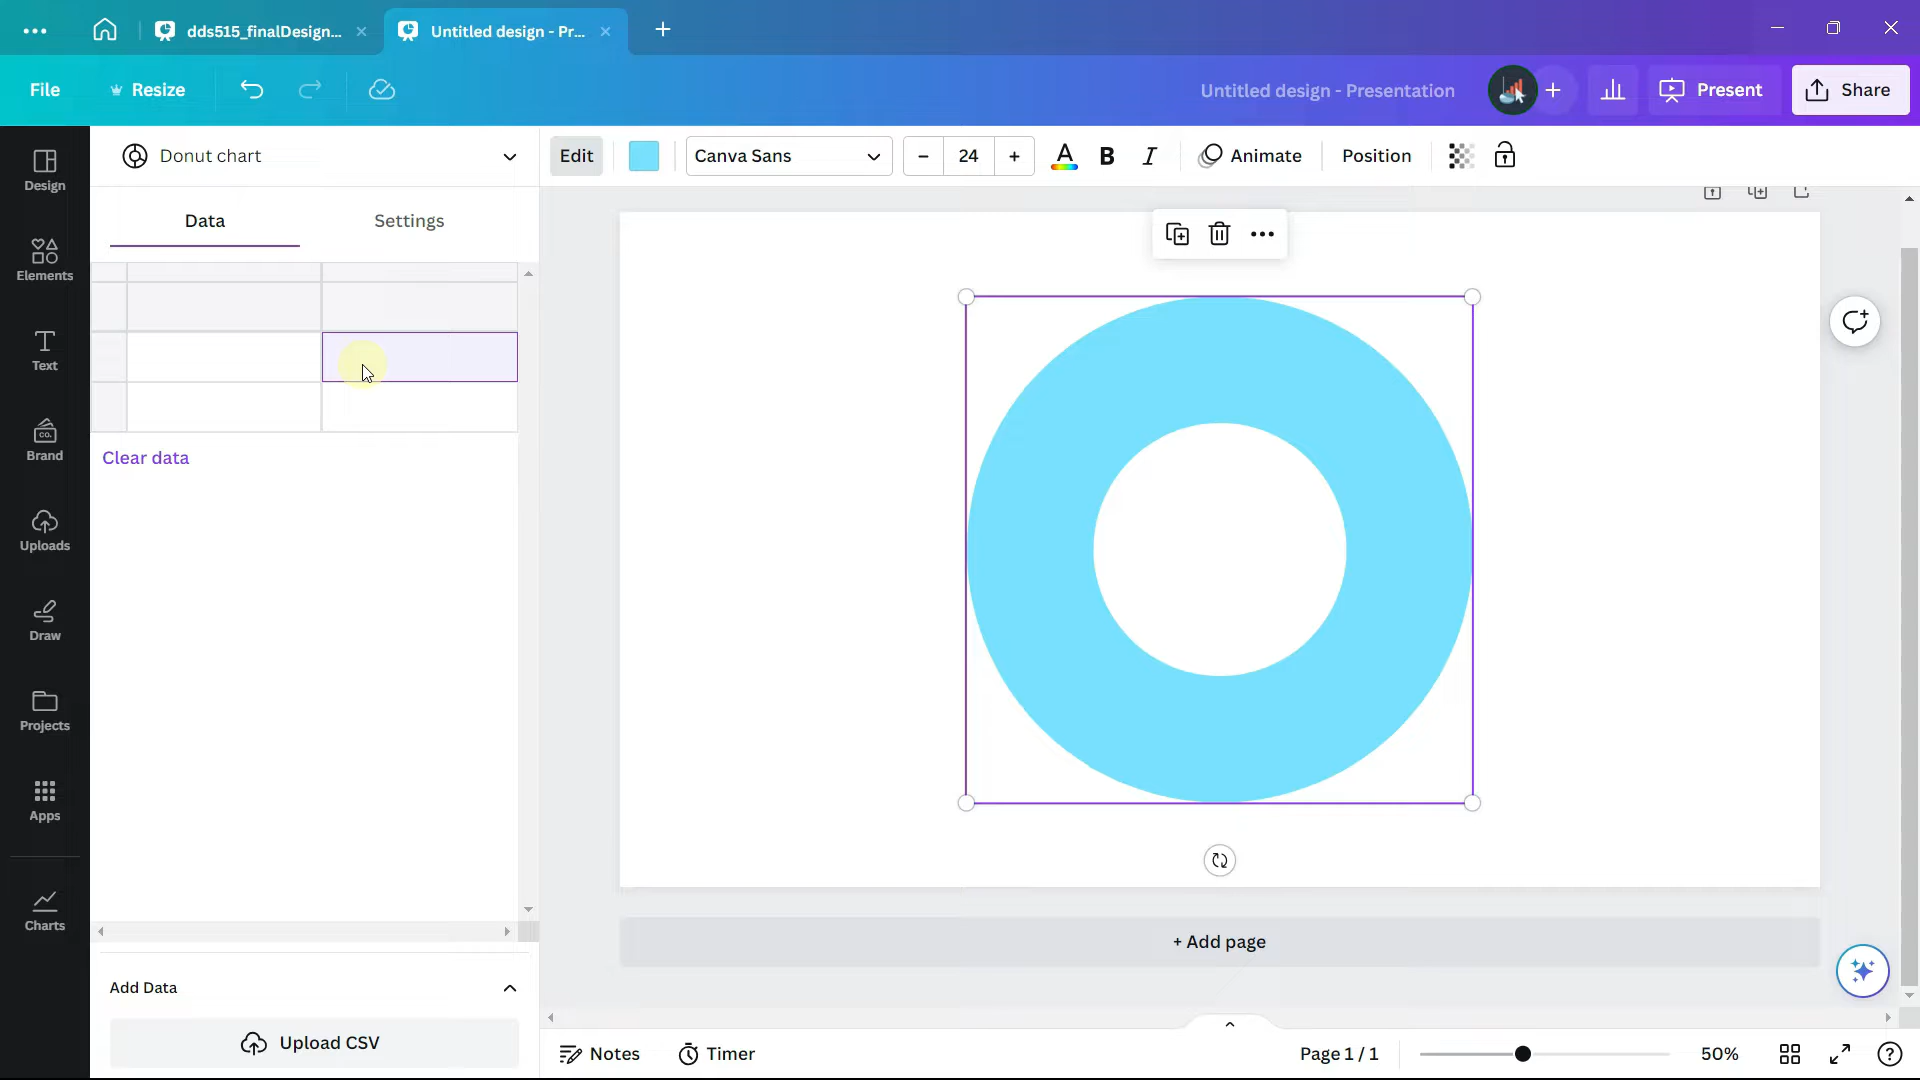 dds515_finalDesign...
Untitled design - Pr...
File
Resize
Untitled design - Presentation
Present
Share
Donut chart
Edit
Canva Sans
24
Animate
Position
Design
Elements
Text
Brand
Uploads
Draw
Projects
Apps
Charts
Data
Settings
CO.
Clear data
Add Data
Upload CSV
+ Add page
Notes
Timer
Page 1 / 1
50%